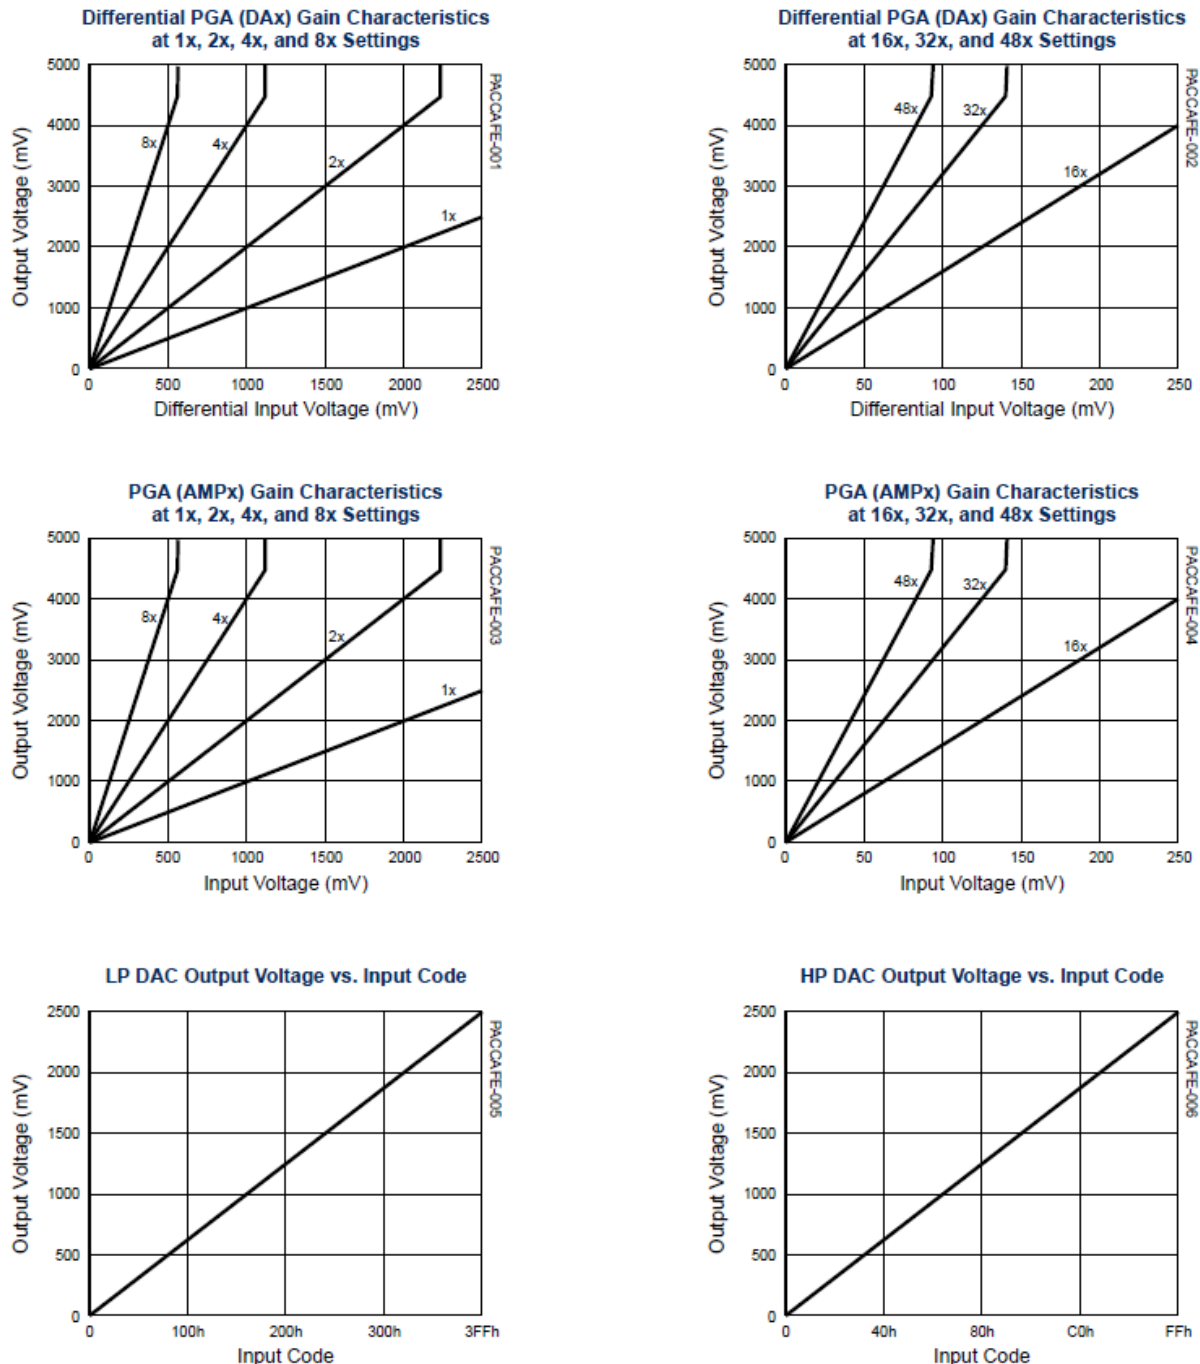 Differential PGA (DAx) Gain Characteristics
at 1x, 2x, 4x, and 8x Settings
5000
4000
3000
2000
1000
0
Output Voltage (mV)
8x
4x
2x
1x
0 500 1000 1500 2000 2500
Differential Input Voltage (mV)
PACCAFE-001
Differential PGA (DAx) Gain Characteristics
at 16x, 32x, and 48x Settings
5000
4000
3000
2000
1000
0
Output Voltage (mV)
48x
32x
16x
0 50 100 150 200 250
Differential Input Voltage (mV)
PACCAFE-002
PGA (AMPx) Gain Characteristics
at 1x, 2x, 4x, and 8x Settings
5000
4000
3000
2000
1000
0
Output Voltage (mV)
8x
4x
2x
1x
0 500 1000 1500 2000 2500
Input Voltage (mV)
PACCAFE-003
PGA (AMPx) Gain Characteristics
at 16x, 32x, and 48x Settings
5000
4000
3000
2000
1000
0
Output Voltage (mV)
48x
32x
16x
0 50 100 150 200 250
Input Voltage (mV)
PACCAFE-004
LP DAC Output Voltage vs. Input Code
2500
2000
1500
1000
500
0
Output Voltage (mV)
0 100h 200h 300h 3FFh
Input Code
PACCAFE-005
HP DAC Output Voltage vs. Input Code
2500
2000
1500
1000
500
0
Output Voltage (mV)
0 40h 80h C0h FFh
Input Code
PACCAFE-006